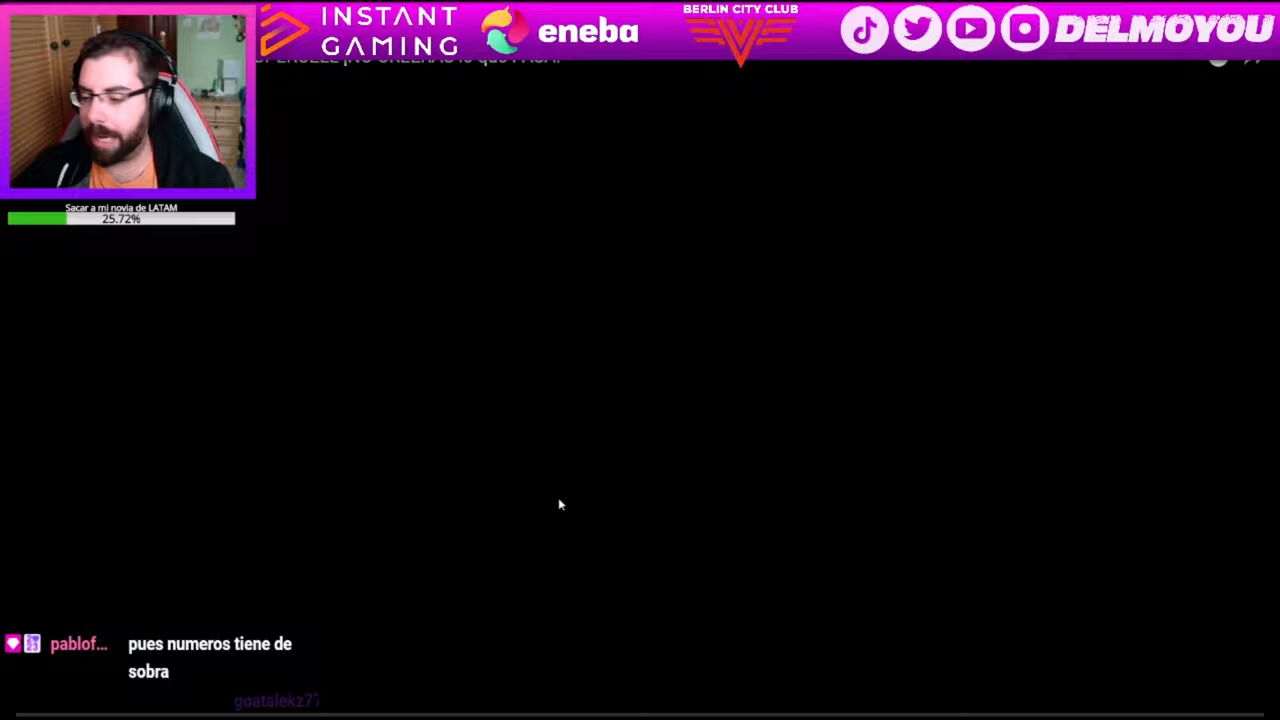 INSTANT
GAMING
eneba
BERLIN CITY CLUB
DELMOYOU
Sacar a mi novia de LATAM
25.72%
pablof... pues numeros tiene de
sobra
goatalekz77